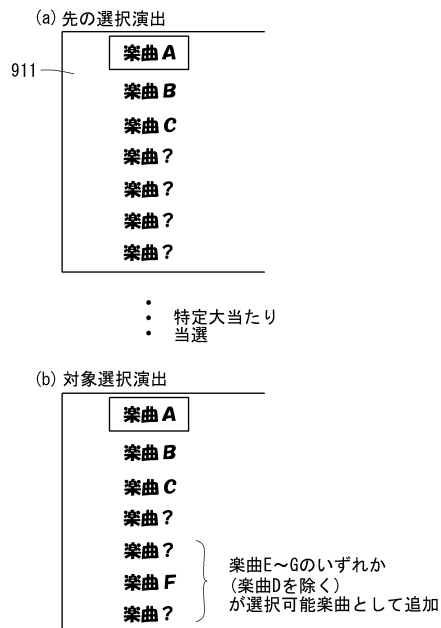 (a) 先の選択演出
911
楽曲A
楽曲B
楽曲C
楽曲?
楽曲?
楽曲?
楽曲?
特定大当たり
当選
(b) 対象選択演出
楽曲A
楽曲B
楽曲C
楽曲?
楽曲?
楽曲F
楽曲?
楽曲E～Gのいずれか
(楽曲Dを除く)
が選択可能楽曲として追加